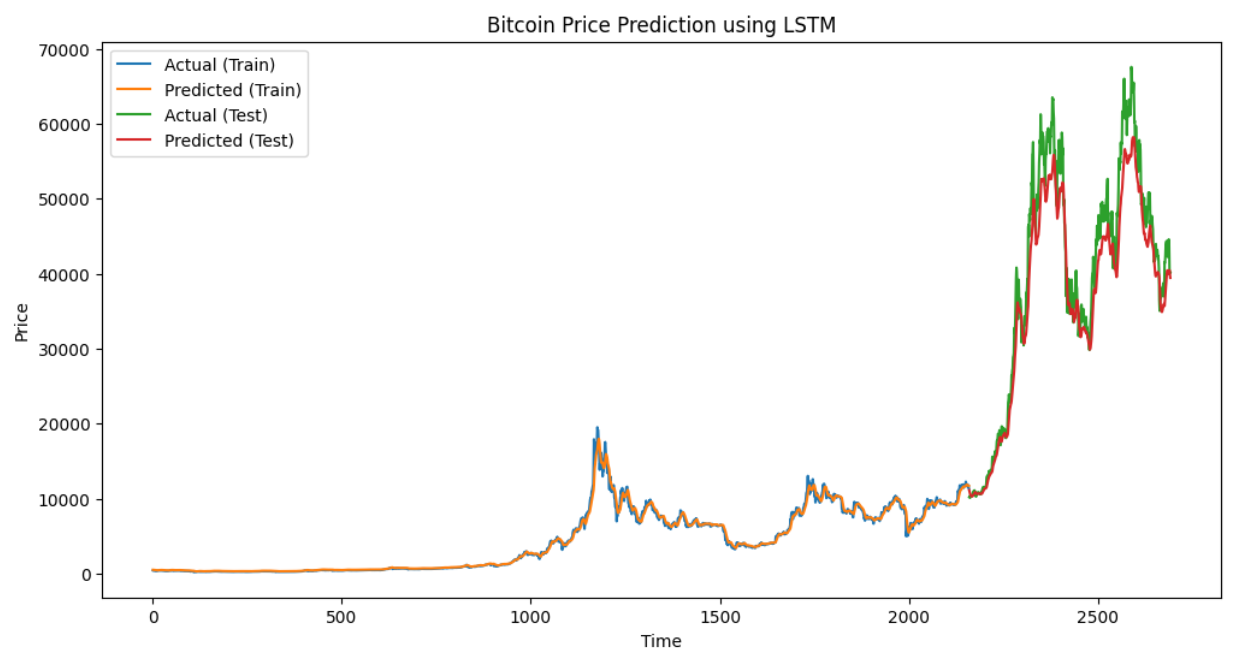 Bitcoin Price Prediction using LSTM
Actual (Train)
Predicted (Train)
Actual (Test)
Predicted (Test)
Price
70000
60000
50000
40000
30000
20000
10000
0
0 500 1000 1500 2000 2500
Time